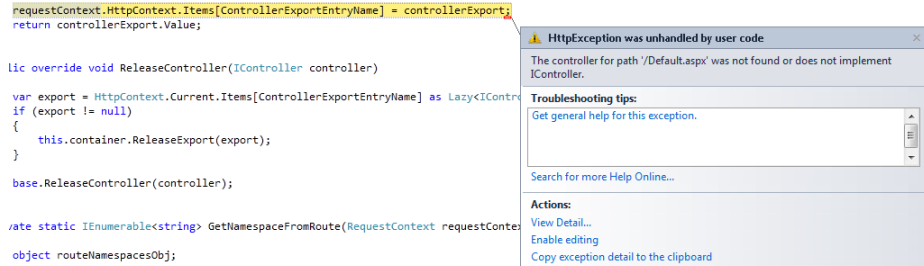 requestContext.HttpContext.Items[ControllerExportEntryName] = controllerExport;
return controllerExport.Value;
lic override void ReleaseController(IController controller)
var export = HttpContext.Current.Items[ControllerExportEntryName] as Lazy<IContro
if (export != null)
{
this.container.ReleaseExport(export);
}
base.ReleaseController(controller);
vate static IEnumerable<string> GetNamespaceFromRoute(RequestContext requestContex
object routeNamespacesObj;
HttpException was unhandled by user code
The controller for path '/Default.aspx' was not found or does not implement
IController.
Troubleshooting tips:
Get general help for this exception.
Search for more Help Online...
Actions:
View Detail...
Enable editing
Copy exception detail to the clipboard